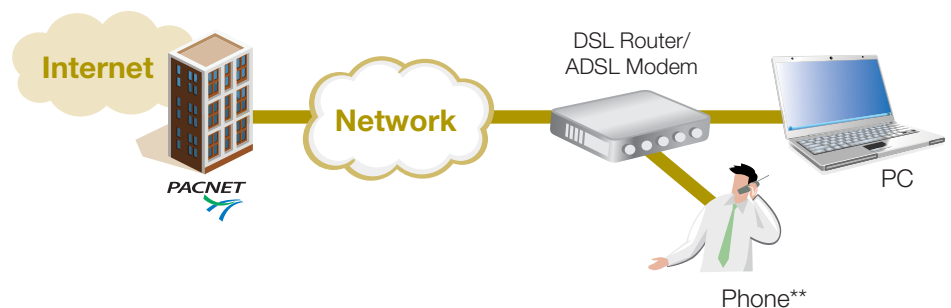 DSL Router/
ADSL Modem
Internet
Network
PACNET
PC
Phone**